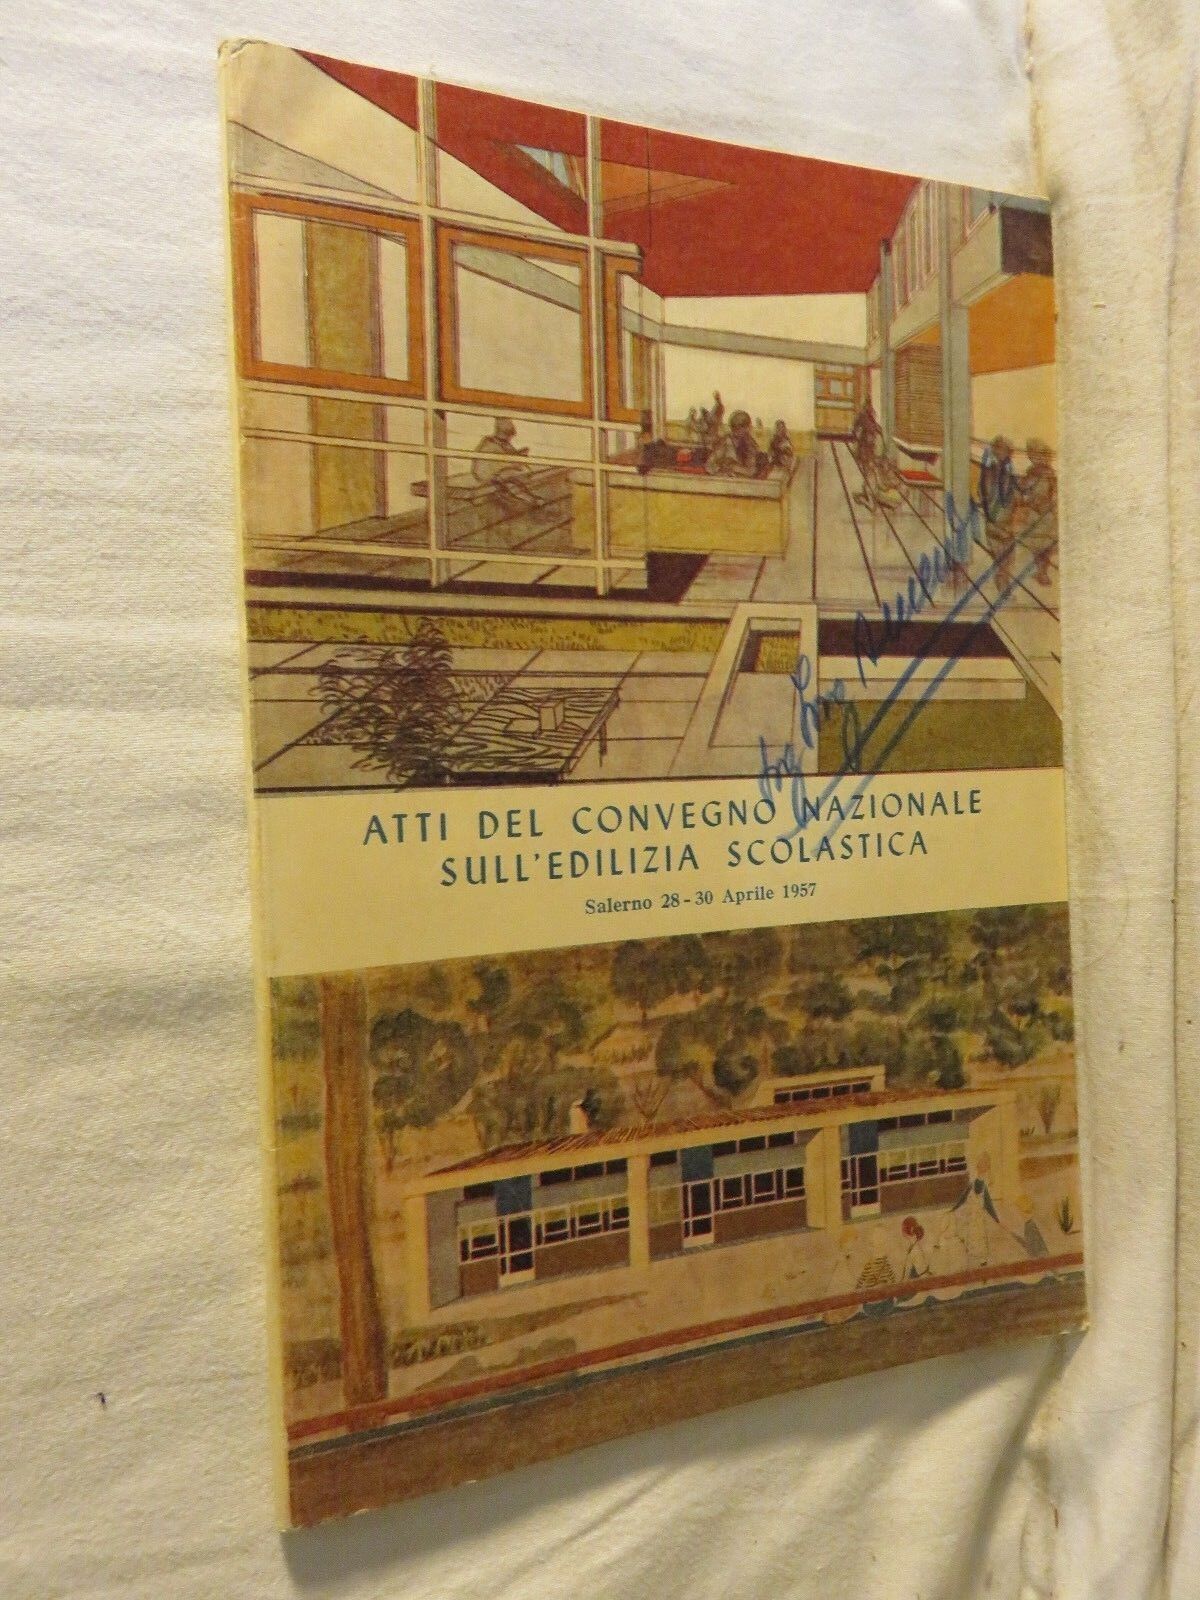 ATTI DEL CONVEGNO NAZIONALE
SULL'EDILIZIA SCOLASTICA
Salerno 28-30 Aprile 1957